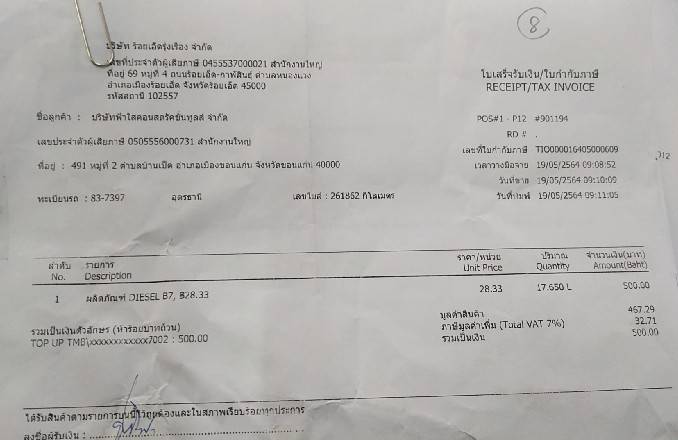 8
บริษัท ร้อยเอ็ดรุ่งเรือง จำกัด
เลขที่ประจำตัวผู้เสียภาษี 0455537000021 สำนักงานใหญ่
ที่อยู่ 69 หมู่ที่ 4 ถนนร้อยเอ็ด-กาฬสินธุ์ ตำบลหนองแวง
อำเภอเมืองร้อยเอ็ด จังหวัดร้อยเอ็ด 45000
รหัสสถานี 102557
ใบเสร็จรับเงิน/ใบกำกับภาษี
RECEIPT/TAX INVOICE
ชื่อลูกค้า : บริษัทฟ้าใสคอนสตรัคชั่นทูลส์ จำกัด
POS#1 - P12 #901194
RD # .
เลขประจำตัวผู้เสียภาษี 0505556000731 สำนักงานใหญ่
เลขที่ใบกำกับภาษี TIO000016405000609
ที่อยู่ : 491 หมู่ที่ 2 ตำบลบ้านเป็ด อำเภอเมืองขอนแก่น จังหวัดขอนแก่น 40000
เวลาวางมือจ่าย 19/05/2564 09:08:52
วันที่ขาย 19/05/2564 09:10:09
ทะเบียนรถ : 83-7397 อุดรธานี เลขไมล์ : 261862 กิโลเมตร
วันที่พิมพ์ 19/05/2564 09:11:05
ลำดับ รายการ ราคา/หน่วย ปริมาณ จำนวนเงิน(บาท)
No. Description Unit Price Quantity Amount(Baht)
1 ผลิตภัณฑ์ DIESEL B7, ฿28.33 28.33 17.650 L 500.00
มูลค่าสินค้า 467.29
รวมเป็นเงินตัวอักษร (ห้าร้อยบาทถ้วน) ภาษีมูลค่าเพิ่ม (Total VAT 7%) 32.71
TOP UP TMB\xxxxxxxxxxxx7002 : 500.00 รวมเป็นเงิน 500.00
ได้รับสินค้าตามรายการบนนี้ไว้ถูกต้องและในสภาพเรียบร้อยทุกประการ
ลงชื่อผู้รับเงิน :